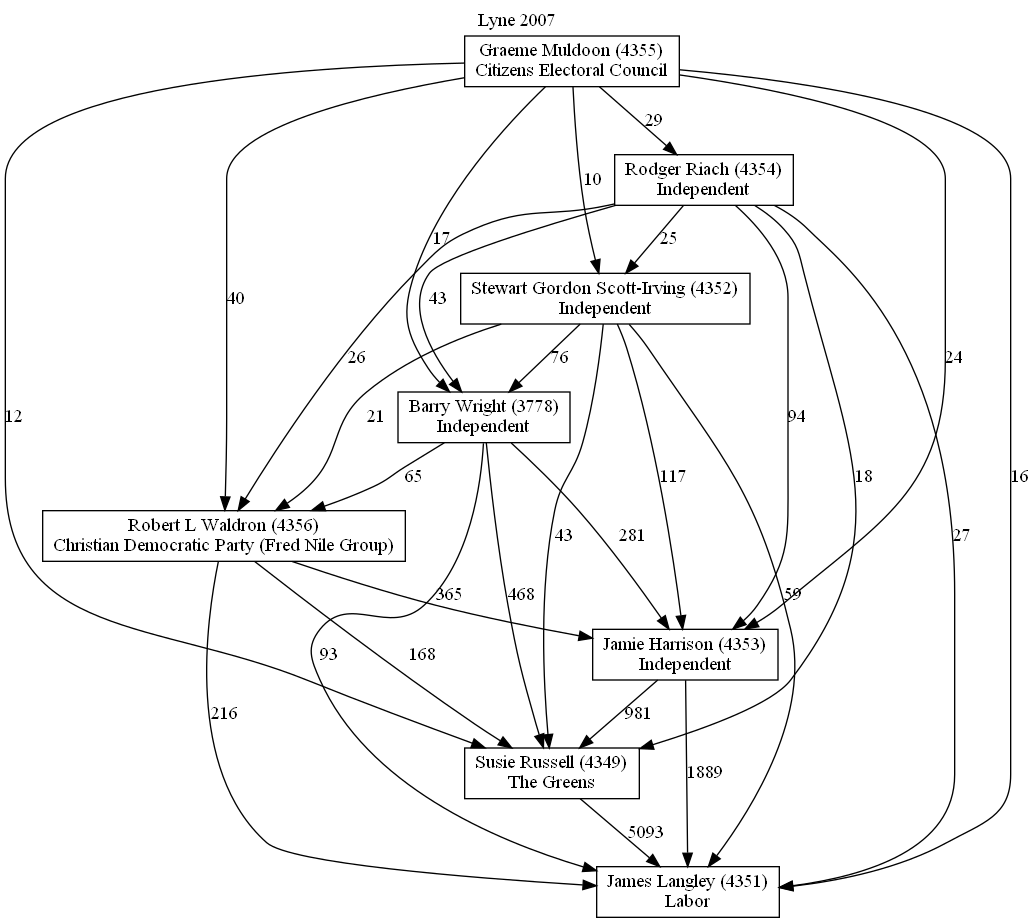 Lyne 2007
Graeme Muldoon (4355)
Citizens Electoral Council
29
Rodger Riach (4354)
Independent
10
17
25
43
40
Stewart Gordon Scott-Irving (4352)
Independent
26
76
24
12
21
94
Barry Wright (3778)
Independent
65
117
18
16
Robert L Waldron (4356)
Christian Democratic Party (Fred Nile Group)
43
281
27
365
468
59
Jamie Harrison (4353)
Independent
93
168
216
981
Susie Russell (4349)
The Greens
1889
5093
James Langley (4351)
Labor